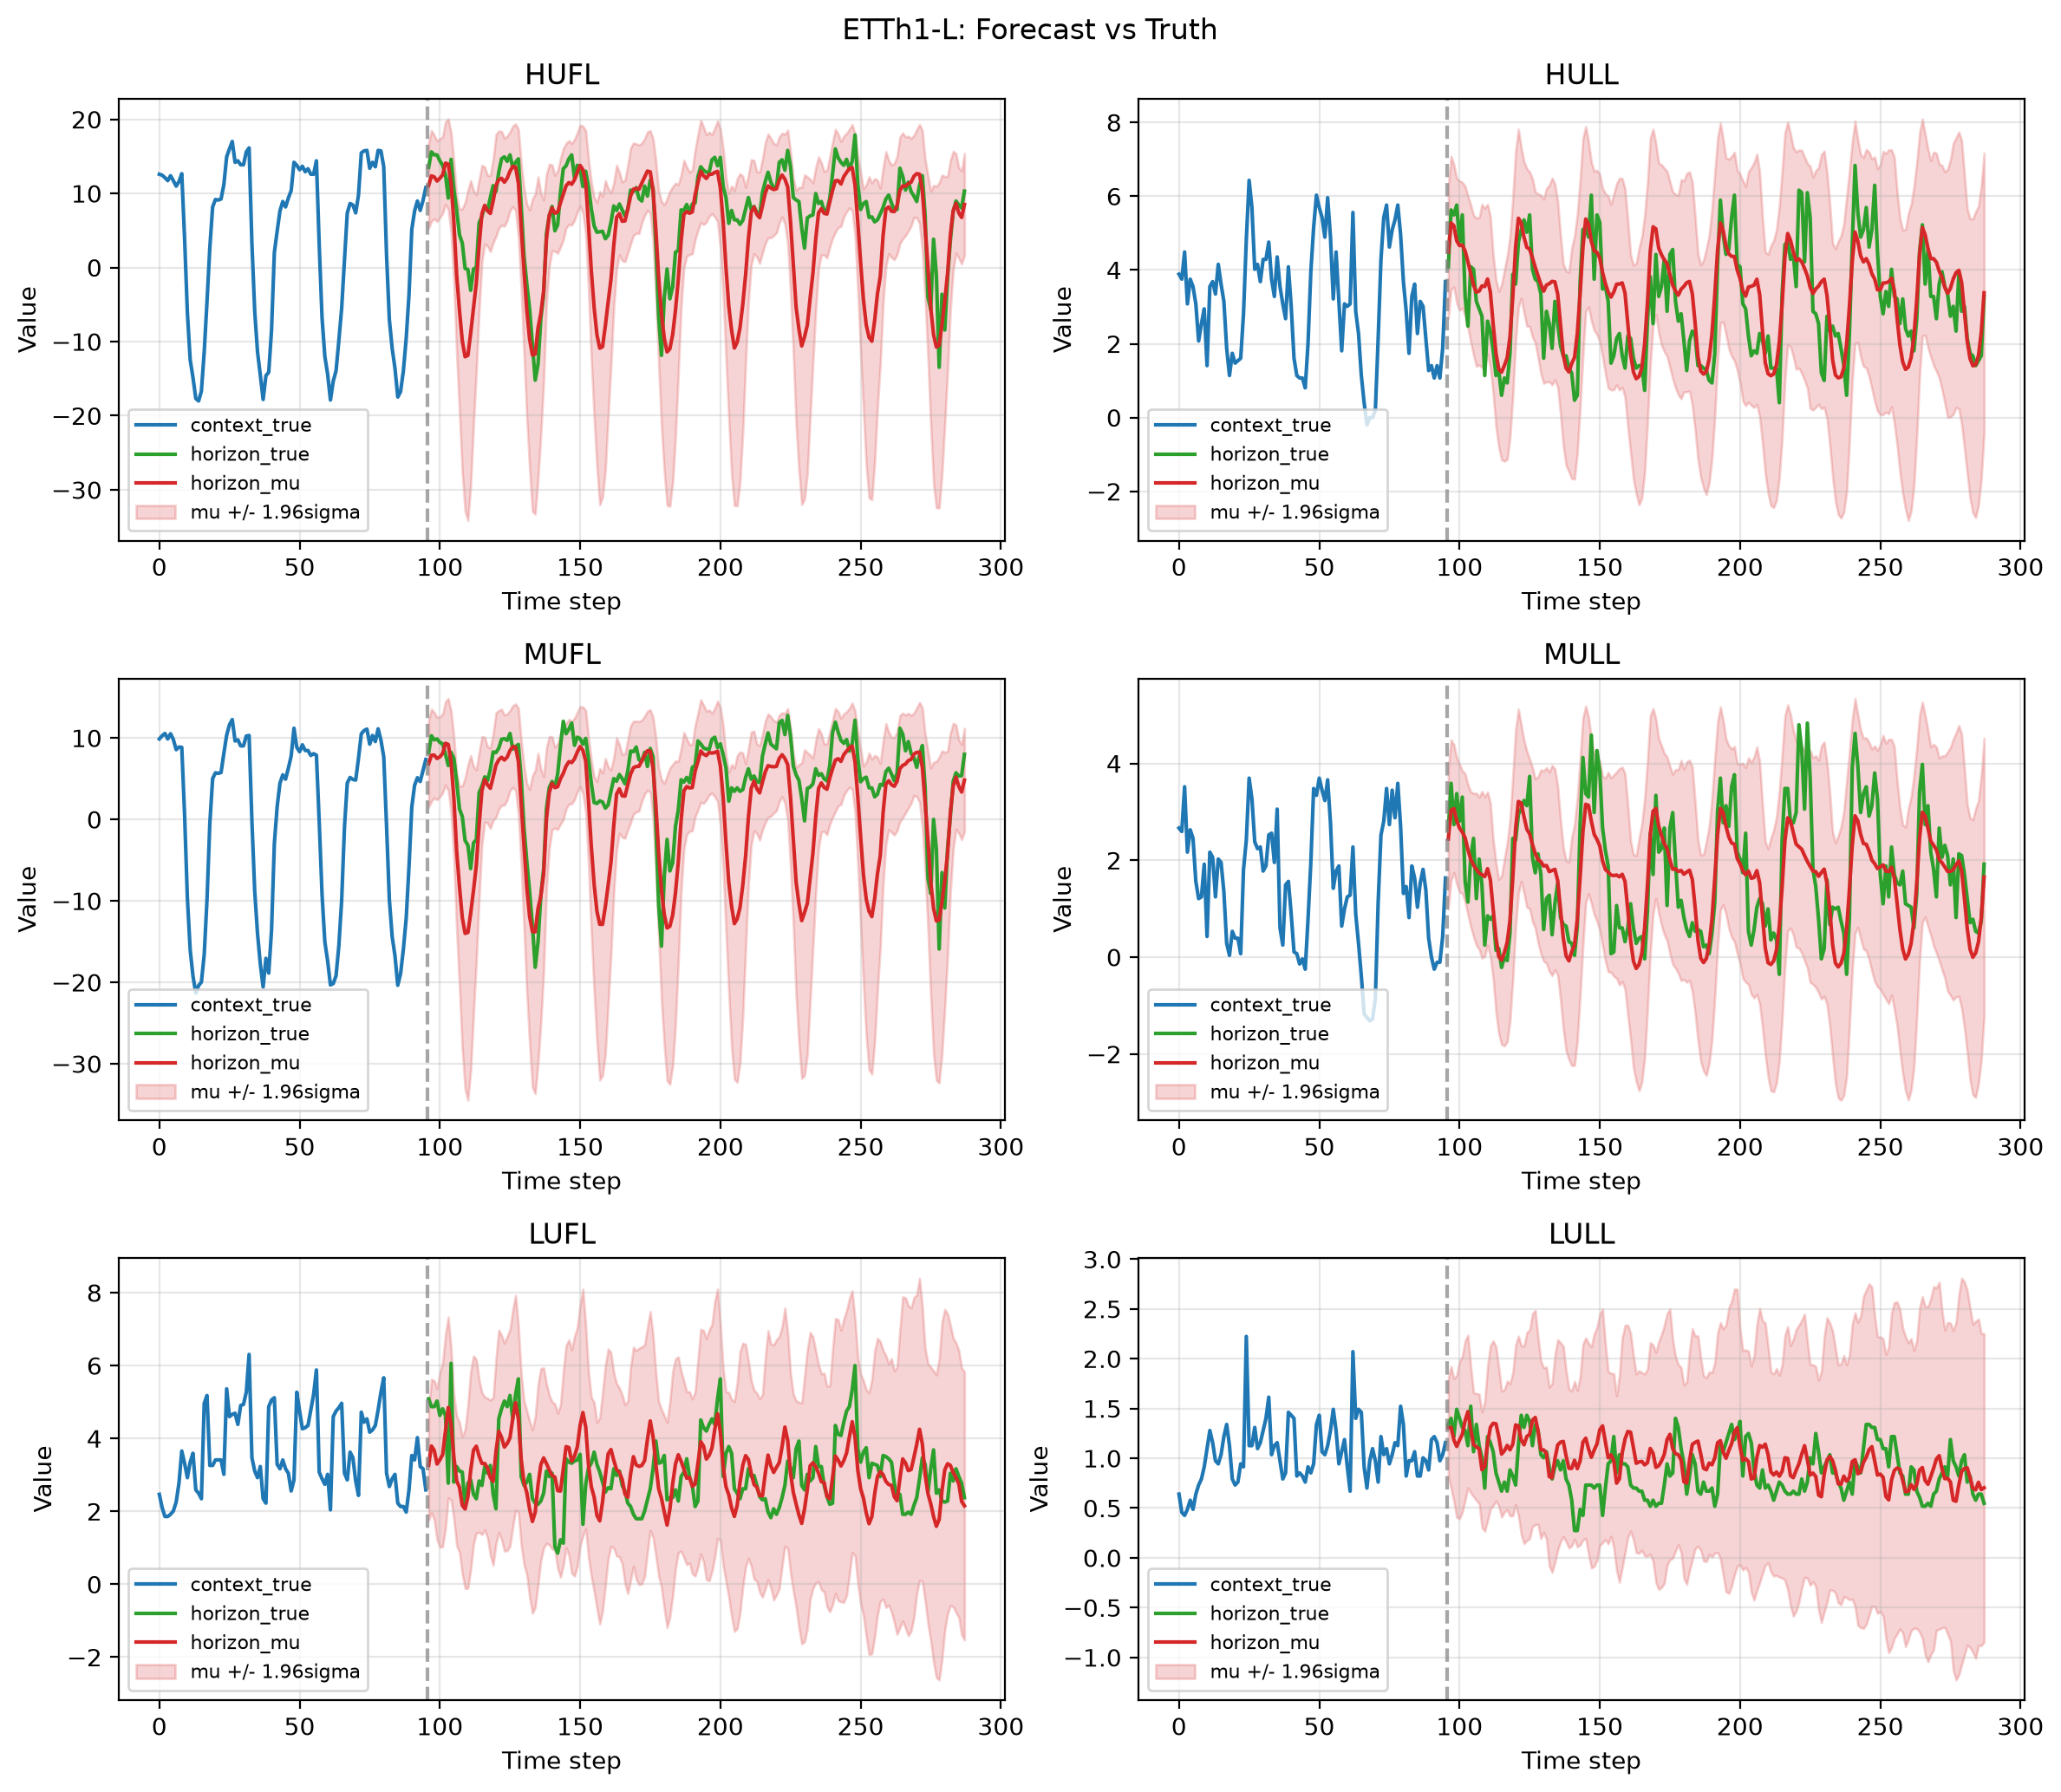 ETTh1-L: Forecast vs Truth
HUFL
20
10
0
−10
−20
−30
Value
context_true
horizon_true
horizon_mu
mu +/- 1.96sigma
0 50 100 150 200 250 300
Time step
HULL
8
6
4
2
0
−2
Value
context_true
horizon_true
horizon_mu
mu +/- 1.96sigma
0 50 100 150 200 250 300
Time step
MUFL
10
0
−10
−20
−30
Value
context_true
horizon_true
horizon_mu
mu +/- 1.96sigma
0 50 100 150 200 250 300
Time step
MULL
4
2
0
−2
Value
context_true
horizon_true
horizon_mu
mu +/- 1.96sigma
0 50 100 150 200 250 300
Time step
LUFL
8
6
4
2
0
−2
Value
context_true
horizon_true
horizon_mu
mu +/- 1.96sigma
0 50 100 150 200 250 300
Time step
LULL
3.0
2.5
2.0
1.5
1.0
0.5
0.0
−0.5
−1.0
Value
context_true
horizon_true
horizon_mu
mu +/- 1.96sigma
0 50 100 150 200 250 300
Time step